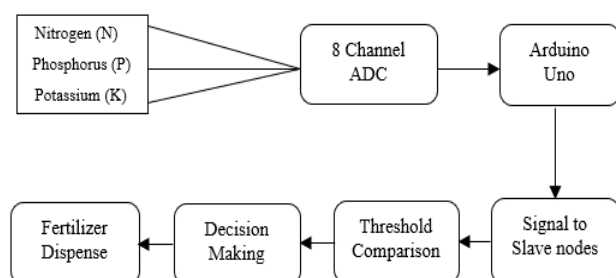 Nitrogen (N)
Phosphorus (P)
Potassium (K)
8 Channel
ADC
Arduino
Uno
Fertilizer
Dispense
Decision
Making
Threshold
Comparison
Signal to
Slave nodes